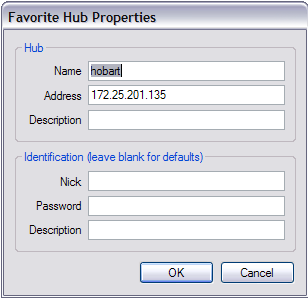 Favorite Hub Properties
Hub
Name hobart
Address 172.25.201.135
Description
Identification (leave blank for defaults)
Nick
Password
Description
OK Cancel